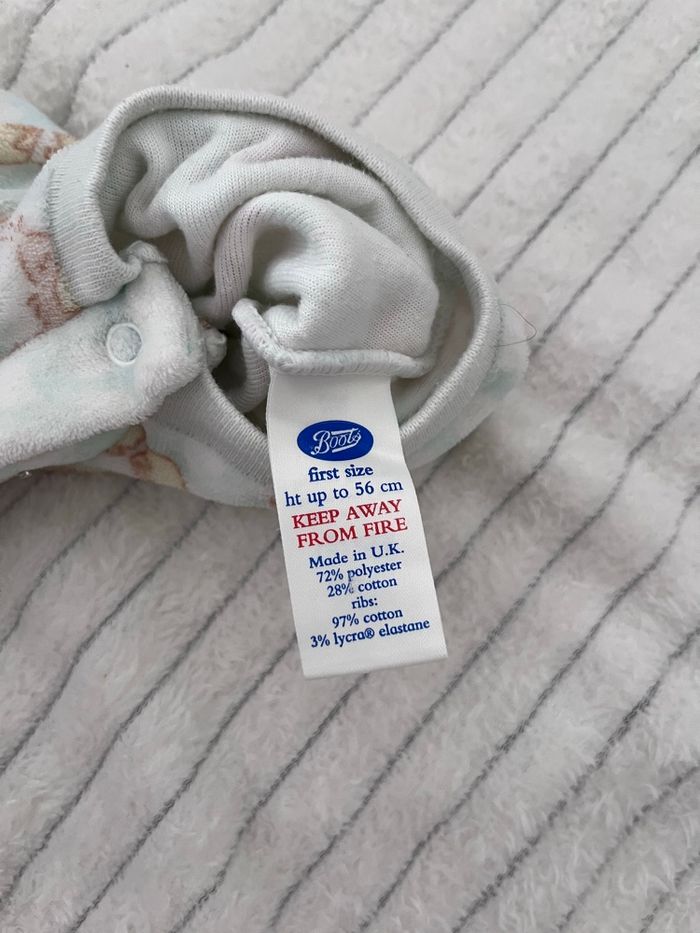 Boots
first size
ht up to 56 cm
KEEP AWAY
FROM FIRE
Made in U.K.
72% polyester
28% cotton
ribs:
97% cotton
3% lycra® elastane